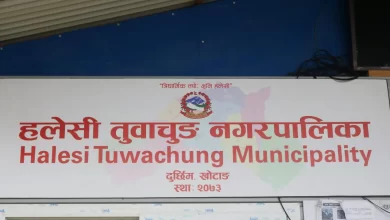 हलेसी तुवाचुङ नगरपालिका
Halesi Tuwachung Municipality
दुर्छिम खोटाङ
स्थाः २०७३